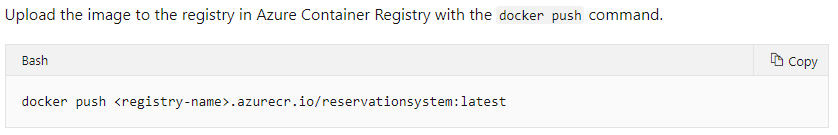 Upload the image to the registry in Azure Container Registry with the docker push command.
Bash
Copy
docker push <registry-name>.azurecr.io/reservationsystem:latest